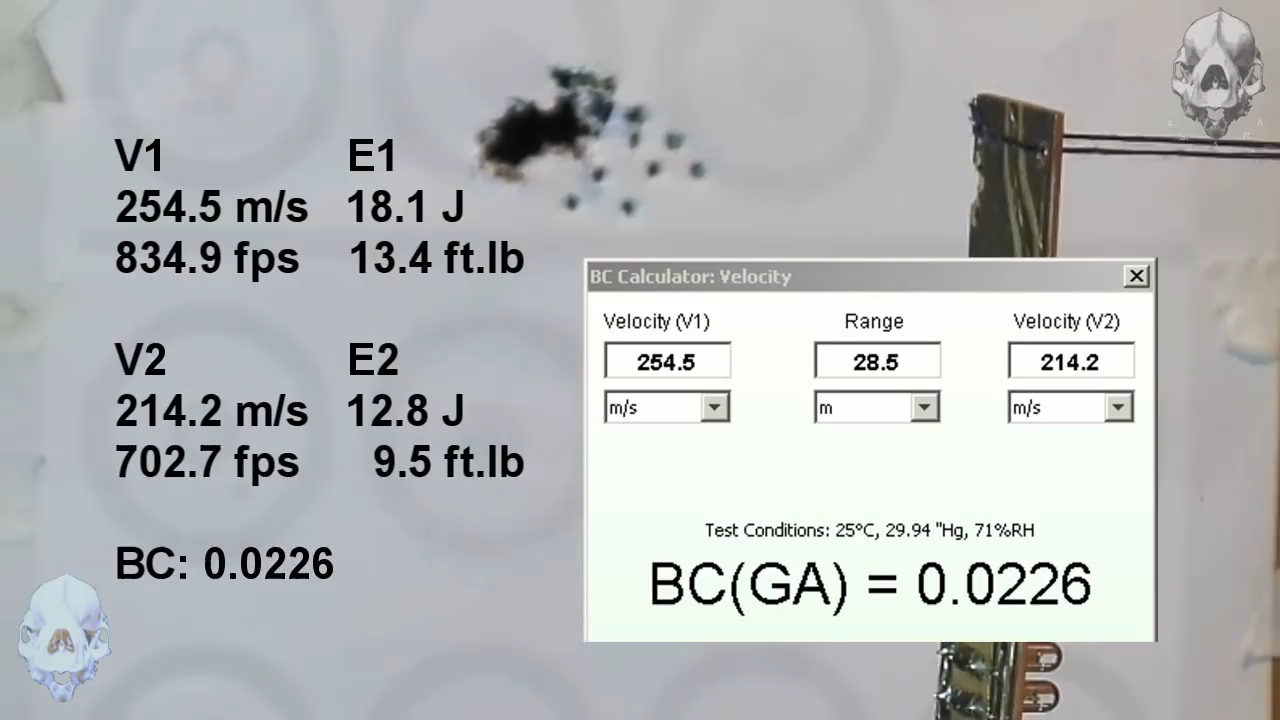 V1 E1
254.5 m/s 18.1 J
834.9 fps 13.4 ft.lb
V2 E2
214.2 m/s 12.8 J
702.7 fps 9.5 ft.lb
BC: 0.0226
BC Calculator: Velocity
Velocity (V1) Range Velocity (V2)
254.5 28.5 214.2
m/s m m/s
Test Conditions: 25°C, 29.94 "Hg, 71%RH
BC(GA) = 0.0226